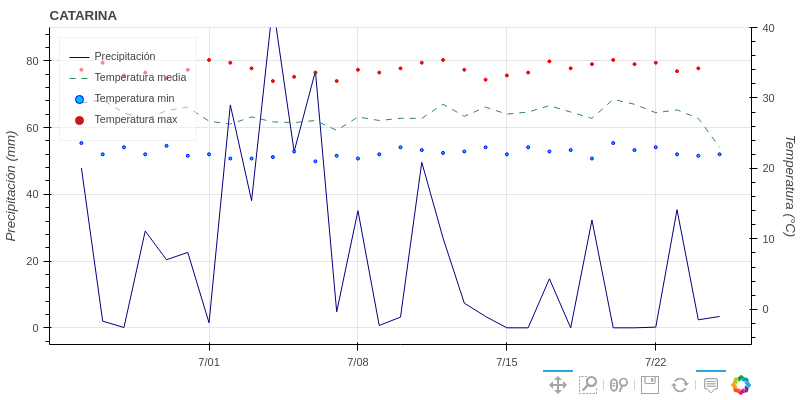 CATARINA
Precipitación (mm)
80
60
40
20
0
Precipitación
Temperatura media
Temperatura min
Temperatura max
40
30
20
10
0
Temperatura (°C)
7/01
7/08
7/15
7/22